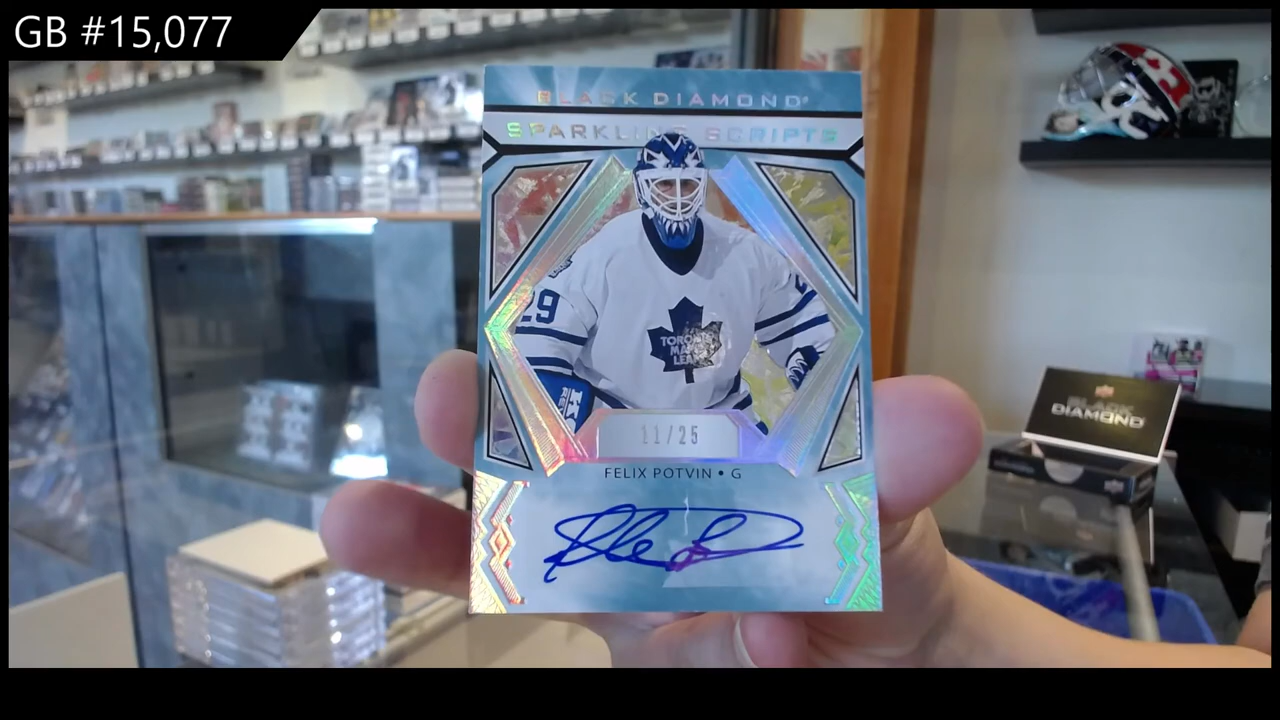 GB #15,077
BLACK DIAMOND
SPARKLING SCRIPTS
29
TORONTO
MAPLE
LEAFS
11/25
FELIX POTVIN • G
BLACK
DIAMOND